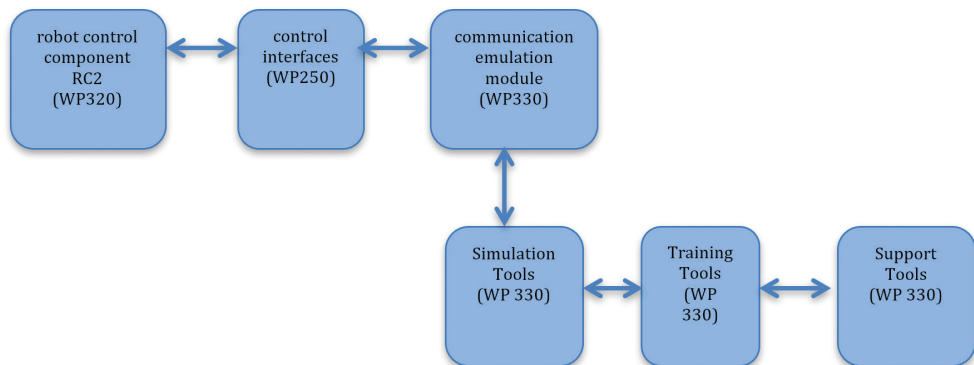 robot control
component
RC2
(WP320)
control
interfaces
(WP250)
communication
emulation
module
(WP330)
Simulation
Tools
(WP 330)
Training
Tools
(WP
330)
Support
Tools
(WP 330)